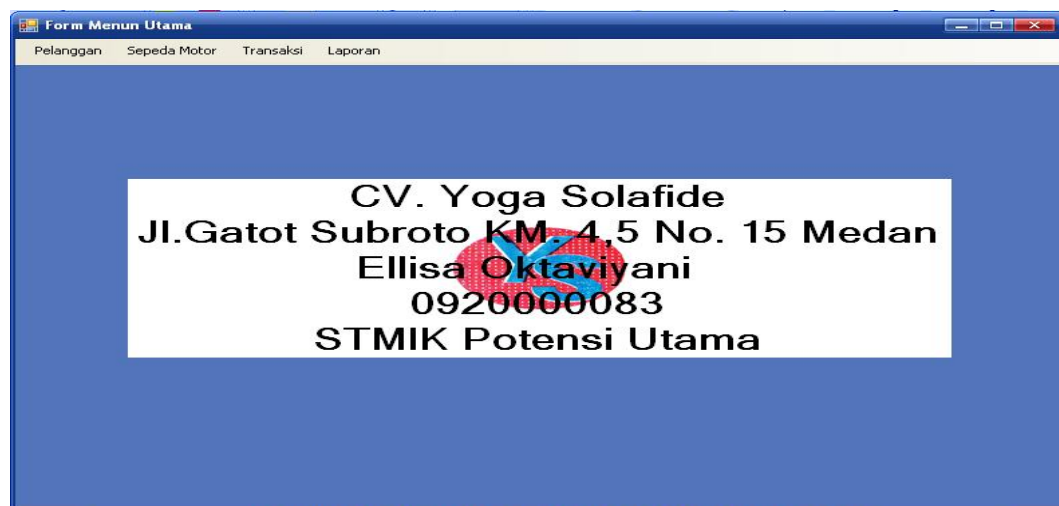 Form Menun Utama
Pelanggan Sepeda Motor Transaksi Laporan
CV. Yoga Solafide
Jl.Gatot Subroto KM. 4,5 No. 15 Medan
Ellisa Oktaviyani
0920000083
STMIK Potensi Utama
YS